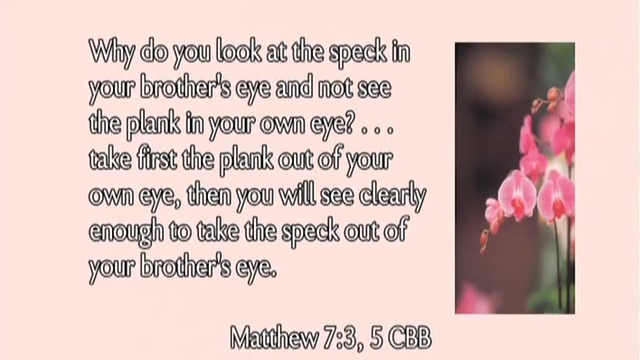 Why do you look at the speck in
your brother's eye and not see
the plank in your own eye? . . .
take first the plank out of your
own eye, then you will see clearly
enough to take the speck out of
your brother's eye.
Matthew 7:3, 5 CBB